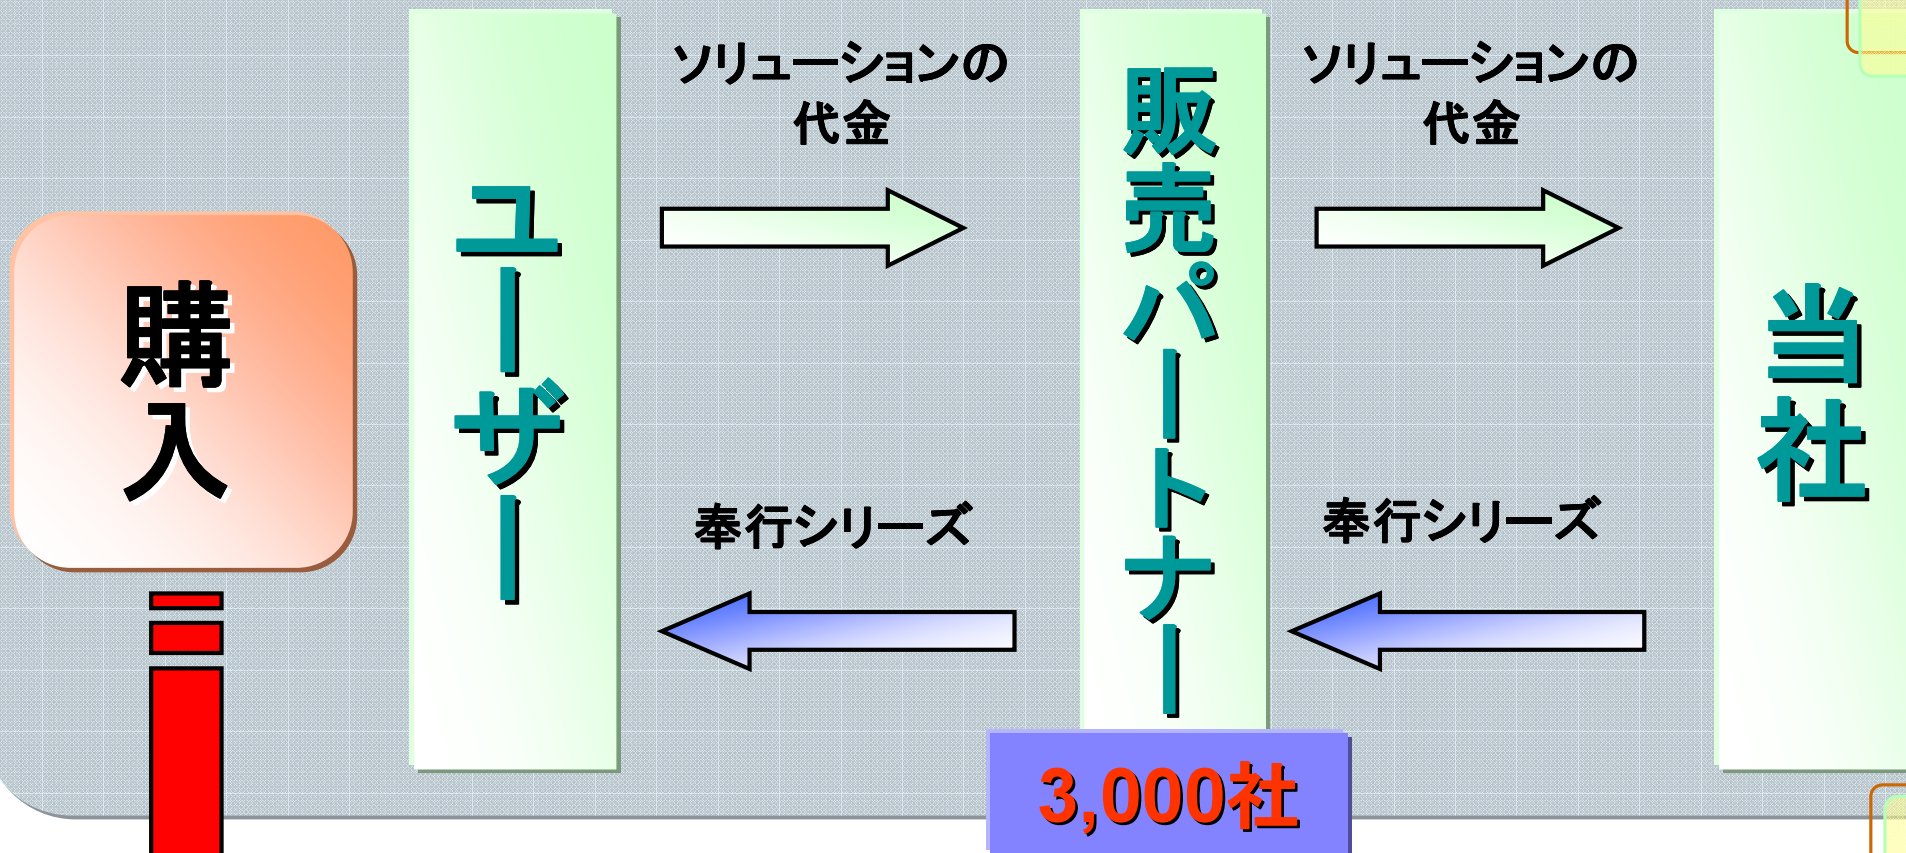 購入
ユーザー
ソリューションの
代金
奉行シリーズ
販売パートナー
3,000社
ソリューションの
代金
奉行シリーズ
当社